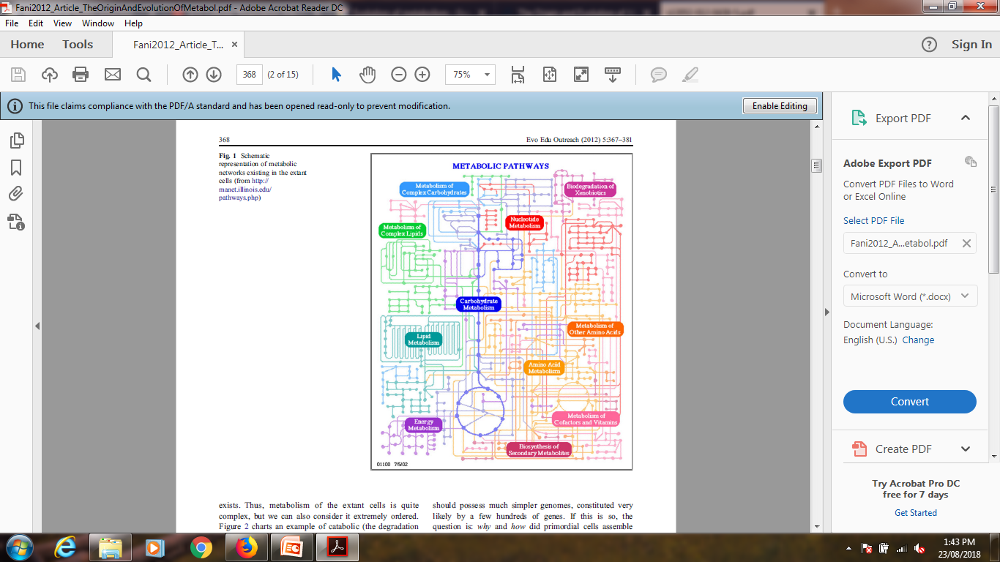 Fani2012_Article_TheOriginAndEvolutionOfMetabol.pdf - Adobe Acrobat Reader DC
File Edit View Window Help
Home Tools Fani2012_Article_T... × Sign In
368 (2 of 15) 75%
This file claims compliance with the PDF/A standard and has been opened read-only to prevent modification.
Enable Editing
368 Evo Edu Outreach (2012) 5:367–381
Fig. 1 Schematic
representation of metabolic
networks existing in the extant
cells (from http://
manet.illinois.edu/
pathways.php)
METABOLIC PATHWAYS
Metabolism of
Complex Carbohydrates
Biodegradation of
Xenobiotics
Nucleotide
Metabolism
Metabolism of
Complex Lipids
Carbohydrate
Metabolism
Metabolism of
Other Amino Acids
Lipid
Metabolism
Amino Acid
Metabolism
Metabolism of
Cofactors and Vitamins
Energy
Metabolism
Biosynthesis of
Secondary Metabolites
01100 7/5/02
exists. Thus, metabolism of the extant cells is quite
complex, but we can also consider it extremely ordered.
Figure 2 charts an example of catabolic (the degradation
should possess much simpler genomes, constituted very
likely by a few hundreds of genes. If this is so, the
question is: why and how did primordial cells assemble
Export PDF
Adobe Export PDF
Convert PDF Files to Word
or Excel Online
Select PDF File
Fani2012_A...etabol.pdf
Convert to
Microsoft Word (*.docx)
Document Language:
English (U.S.) Change
Convert
Create PDF
Try Acrobat Pro DC
free for 7 days
Get Started
1:43 PM
23/08/2018